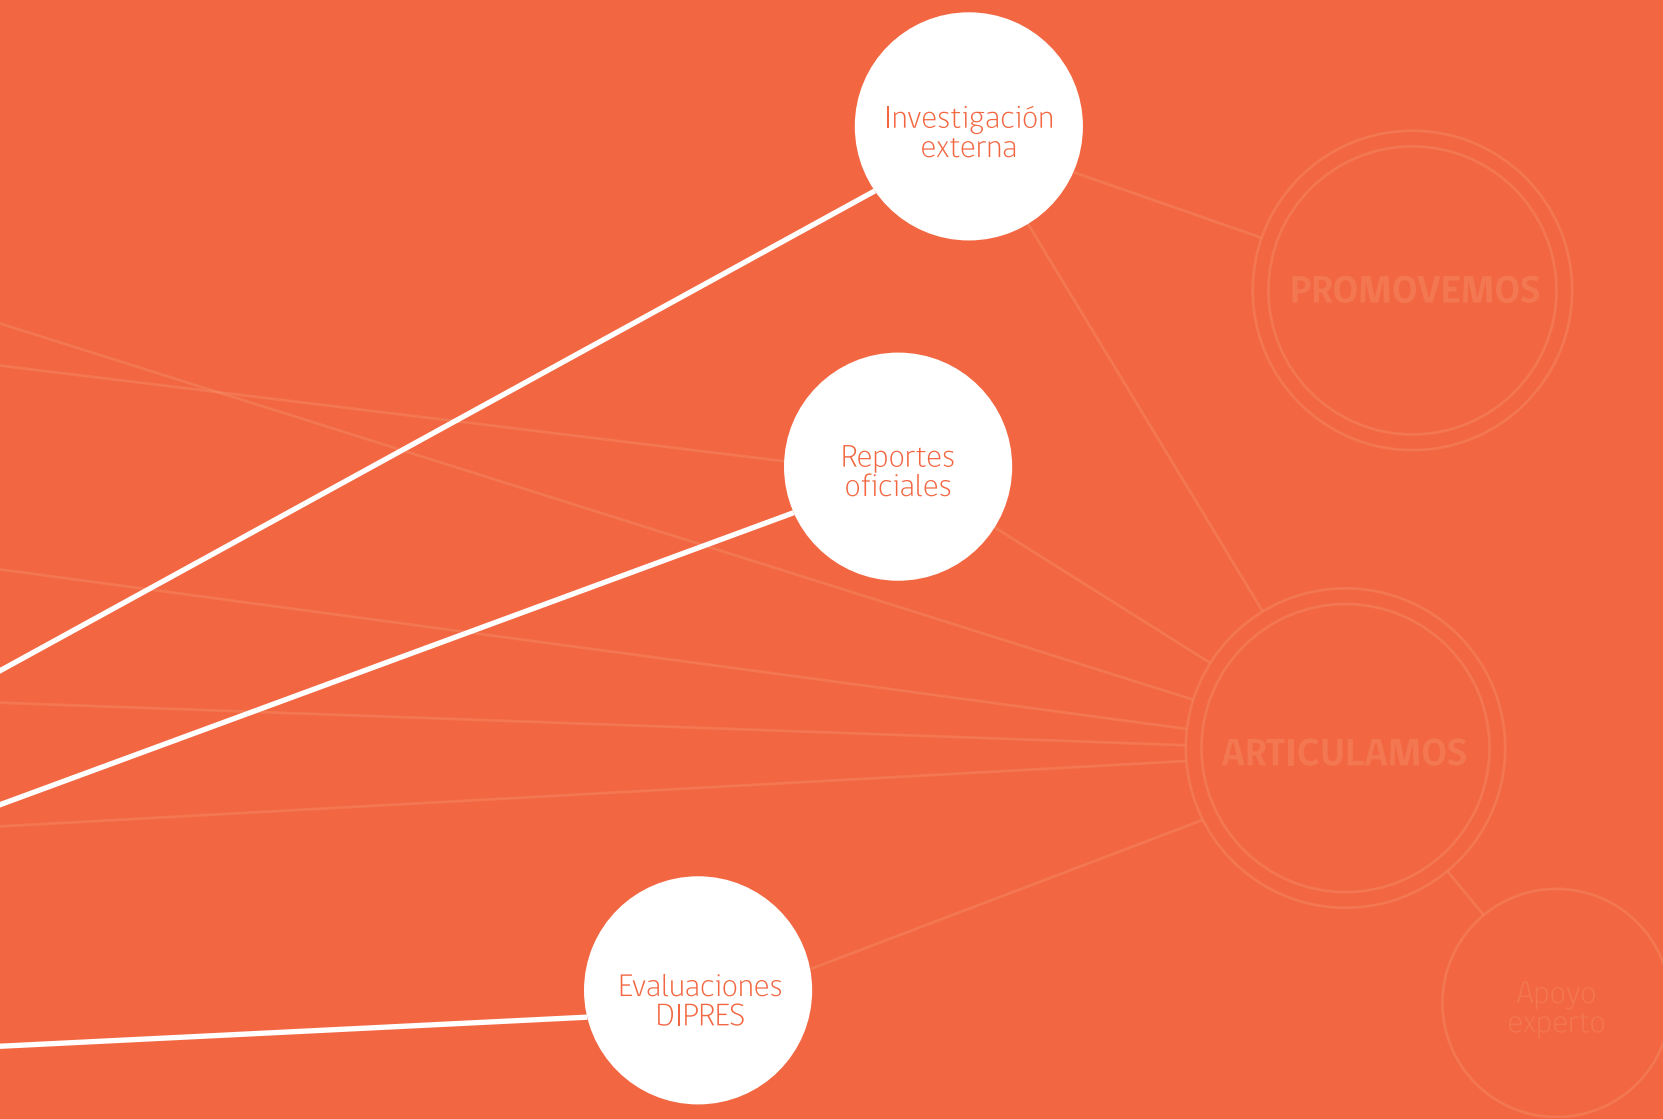 Investigación
externa
PROMOVEMOS
Reportes
oficiales
ARTICULAMOS
Evaluaciones
DIPRES
Apoyo
experto